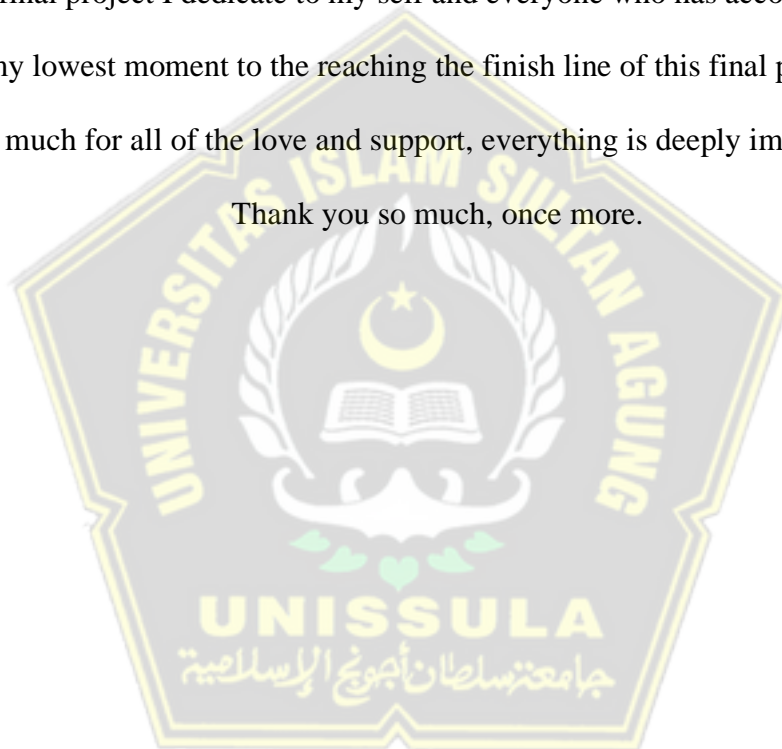 final project I dedicate to my self and everyone who has acco
my lowest moment to the reaching the finish line of this final
much for all of the love and support, everything is deeply im
Thank you so much, once more.
UNIVERSITAS ISLAM SULTAN AGUNG
UNISSULA
جامعة سلطان أجونج الإسلامية